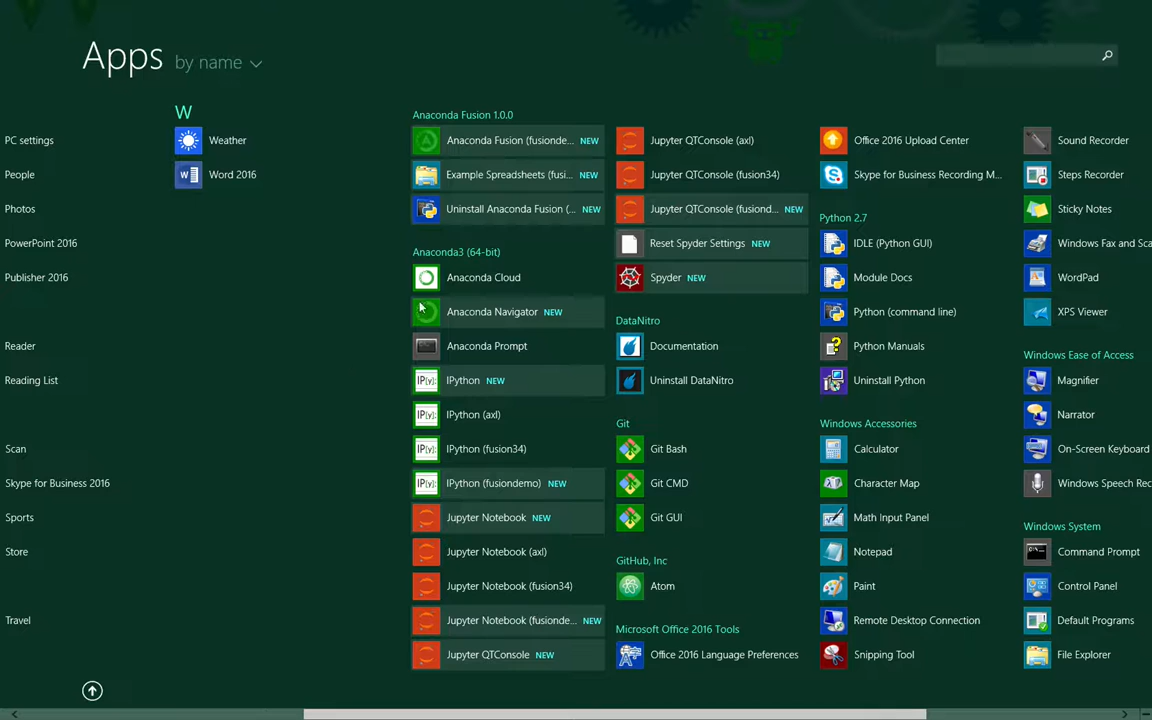 Apps by name
PC settings
People
Photos
PowerPoint 2016
Publisher 2016
Reader
Reading List
Scan
Skype for Business 2016
Sports
Store
Travel
W
Weather
Word 2016
Anaconda Fusion 1.0.0
Anaconda Fusion (fusionde... NEW
Example Spreadsheets (fusi... NEW
Uninstall Anaconda Fusion (... NEW
Anaconda3 (64-bit)
Anaconda Cloud
Anaconda Navigator NEW
Anaconda Prompt
IPython NEW
IPython (axl)
IPython (fusion34)
IPython (fusiondemo) NEW
Jupyter Notebook NEW
Jupyter Notebook (axl)
Jupyter Notebook (fusion34)
Jupyter Notebook (fusionde... NEW
Jupyter QTConsole NEW
Jupyter QTConsole (axl)
Jupyter QTConsole (fusion34)
Jupyter QTConsole (fusiond... NEW
Reset Spyder Settings NEW
Spyder NEW
DataNitro
Documentation
Uninstall DataNitro
Git
Git Bash
Git CMD
Git GUI
GitHub, Inc
Atom
Microsoft Office 2016 Tools
Office 2016 Language Preferences
Office 2016 Upload Center
Skype for Business Recording M...
Python 2.7
IDLE (Python GUI)
Module Docs
Python (command line)
Python Manuals
Uninstall Python
Windows Accessories
Calculator
Character Map
Math Input Panel
Notepad
Paint
Remote Desktop Connection
Snipping Tool
Sound Recorder
Steps Recorder
Sticky Notes
Windows Fax and Sca
WordPad
XPS Viewer
Windows Ease of Access
Magnifier
Narrator
On-Screen Keyboard
Windows Speech Rec
Windows System
Command Prompt
Control Panel
Default Programs
File Explorer